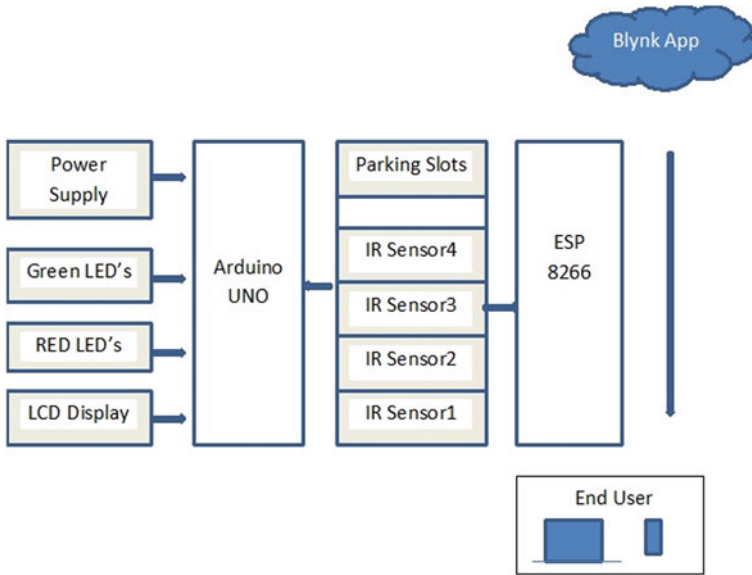 Blynk App
Power
Supply
Green LED's
RED LED's
LCD Display
Arduino
UNO
Parking Slots
IR Sensor4
IR Sensor3
IR Sensor2
IR Sensor1
ESP
8266
End User